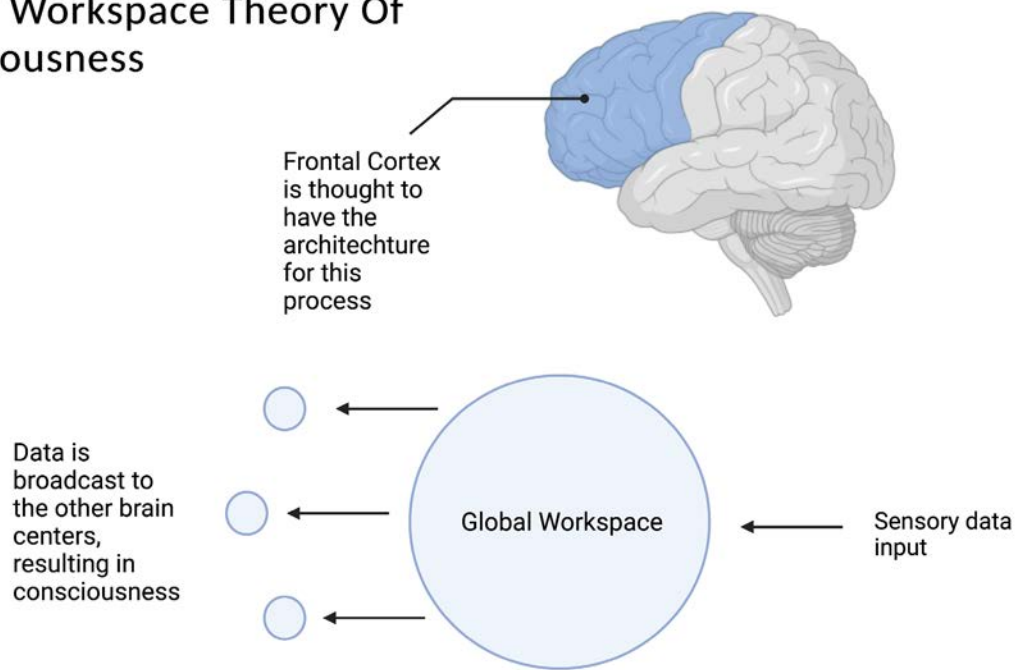 Workspace Theory Of
ousness
Frontal Cortex
is thought to
have the
architechture
for this
process
Data is
broadcast to
the other brain
centers,
resulting in
consciousness
Global Workspace
Sensory data
input